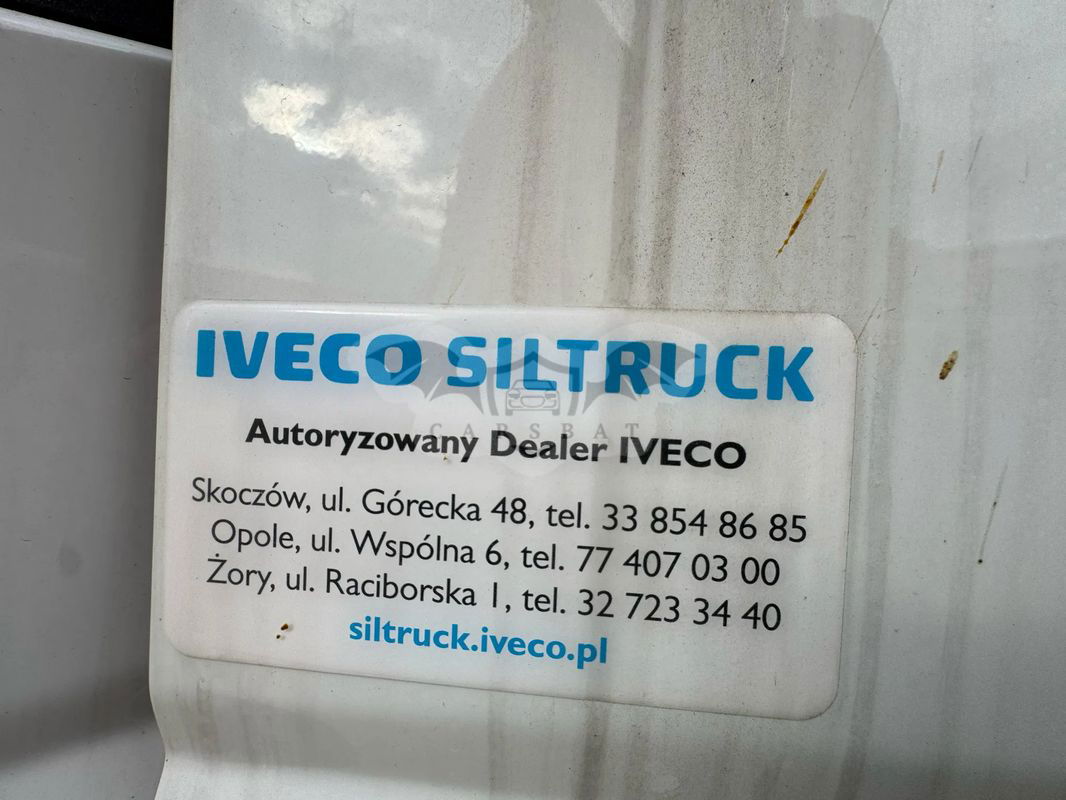 IVECO SILTRUCK
CARSBAT
Autoryzowany Dealer IVECO
Skoczów, ul. Górecka 48, tel. 33 854 86 85
Opole, ul. Wspólna 6, tel. 77 407 03 00
Żory, ul. Raciborska 1, tel. 32 723 34 40
siltruck.iveco.pl